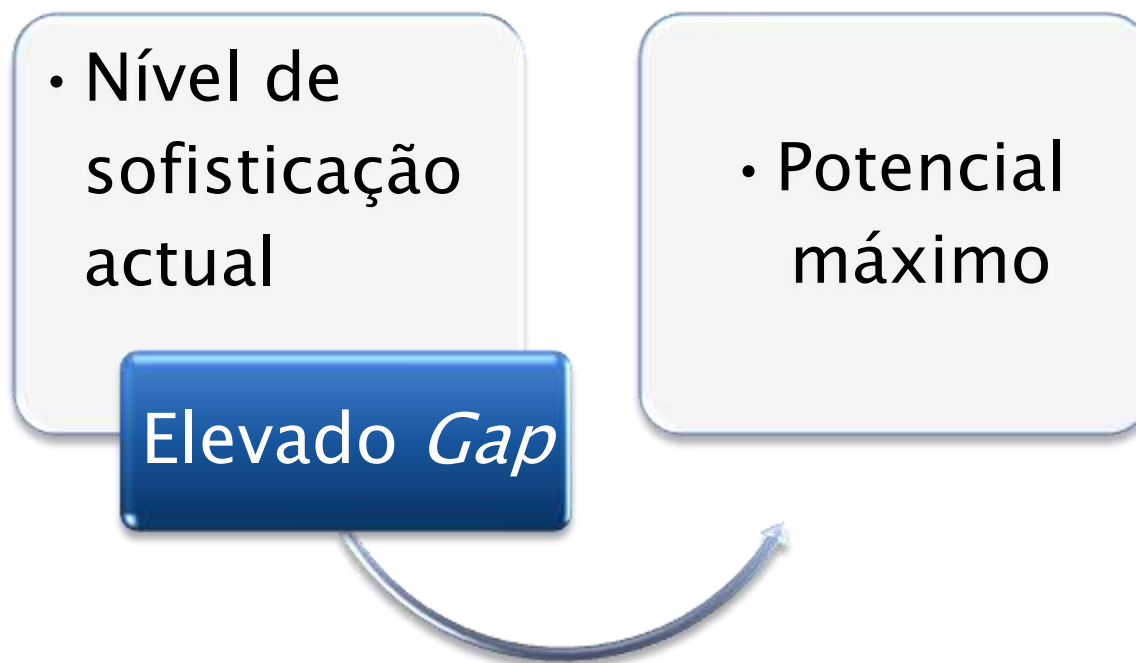 • Nível de
sofisticação
actual
Elevado Gap
• Potencial
máximo